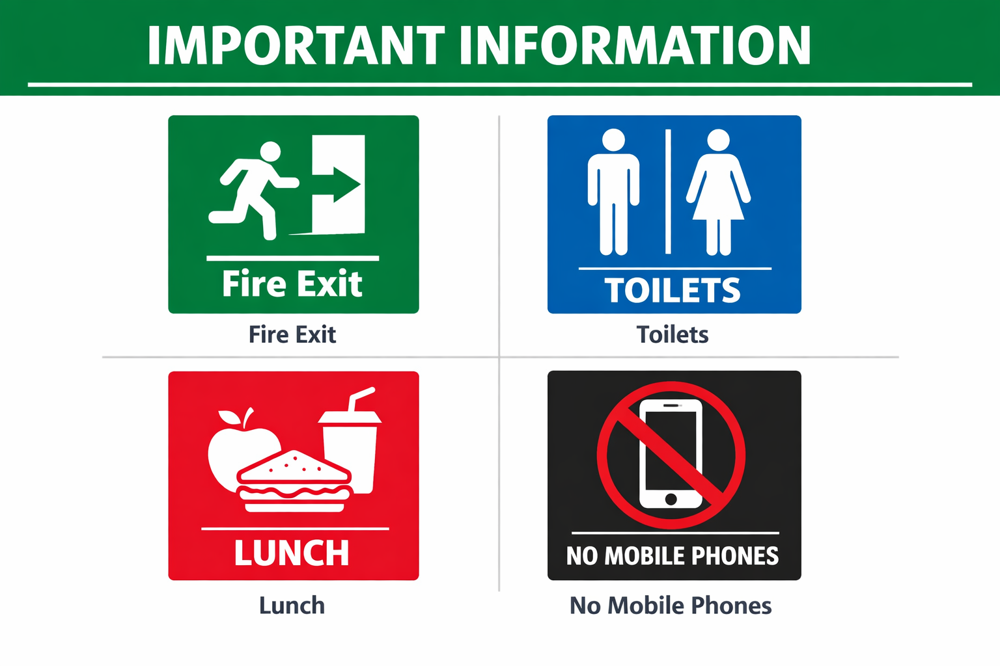 IMPORTANT INFORMATION
Fire Exit
Fire Exit
TOILETS
Toilets
LUNCH
Lunch
NO MOBILE PHONES
No Mobile Phones